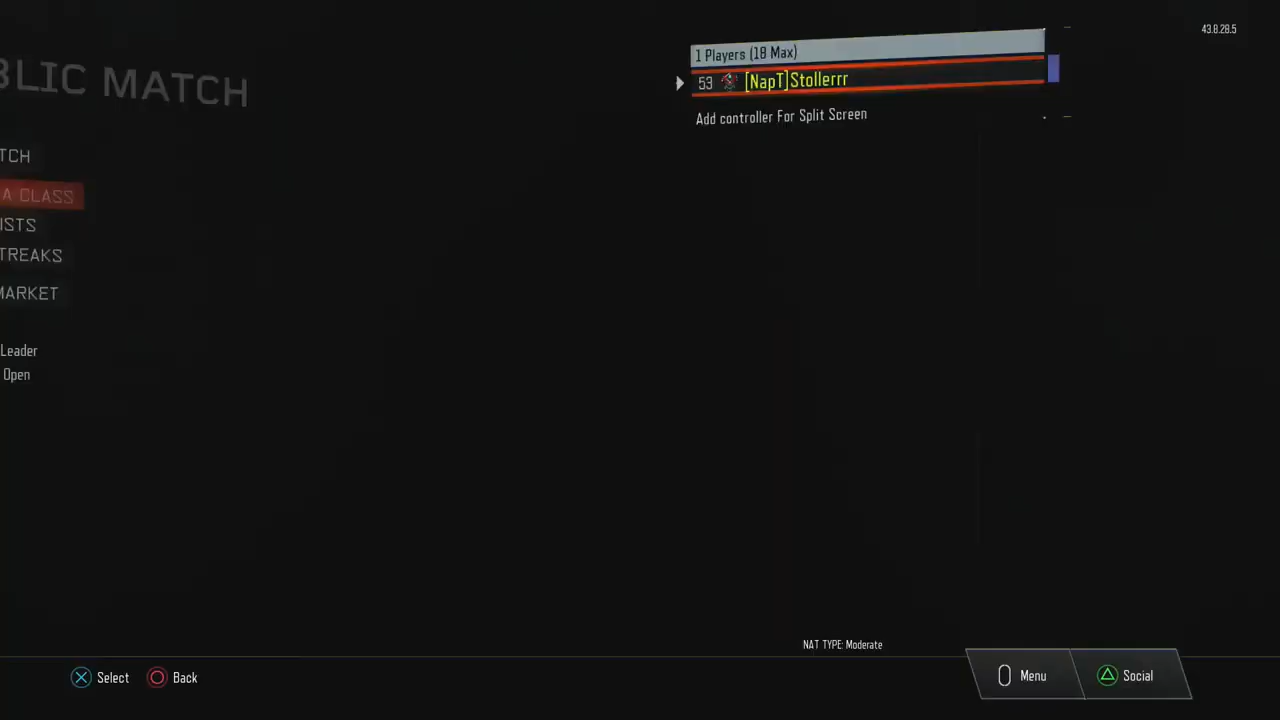 43.8.28.5
1 Players (18 Max)
53 [NapT]Stollerrr
Add controller For Split Screen
BLIC MATCH
TCH
A CLASS
ISTS
TREAKS
MARKET
Leader
Open
NAT TYPE: Moderate
Select Back Menu Social